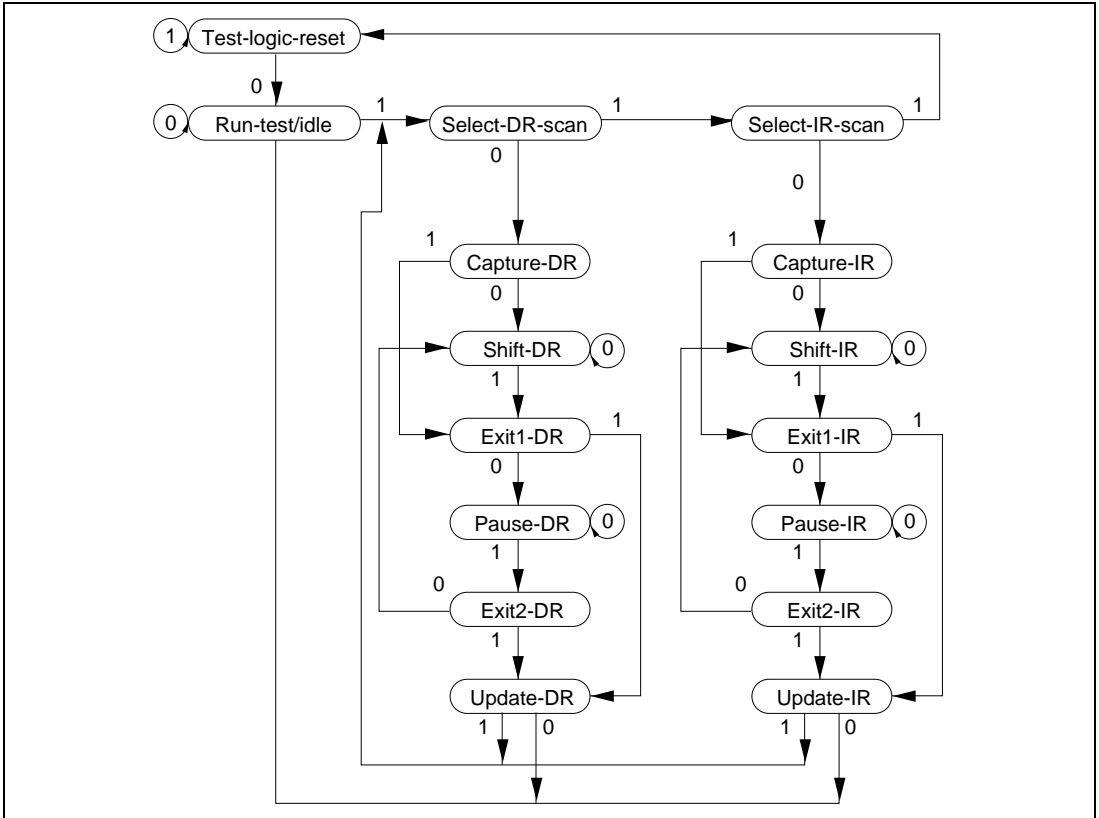 1 Test-logic-reset
0
0 Run-test/idle 1 Select-DR-scan 1 Select-IR-scan 1
0 0
1 1
Capture-DR Capture-IR
0 0
Shift-DR 0 Shift-IR 0
1 1
Exit1-DR 1 Exit1-IR 1
0 0
Pause-DR 0 Pause-IR 0
1 1
0 0
Exit2-DR Exit2-IR
1 1
Update-DR Update-IR
1 0 1 0